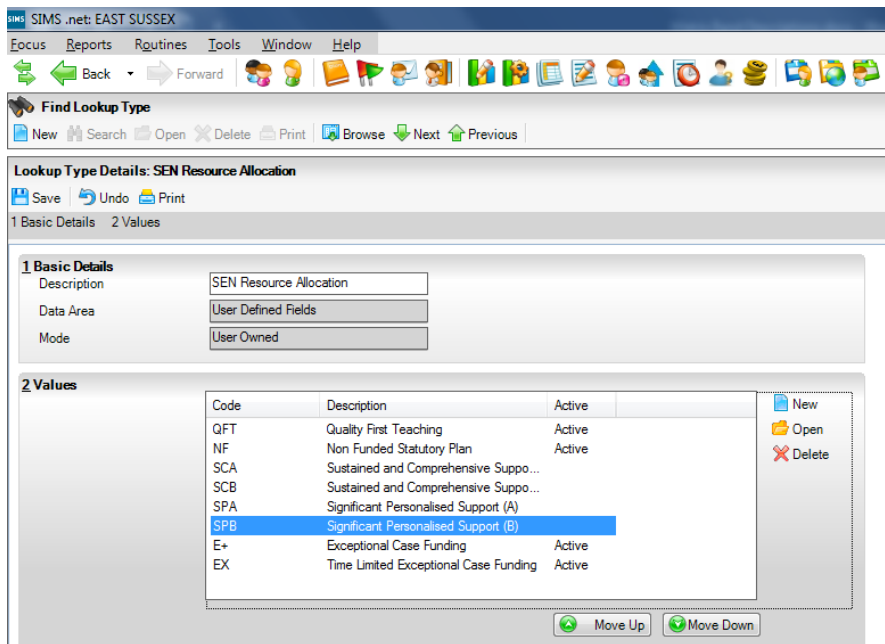 SIMS SIMS .net: EAST SUSSEX
Focus Reports Routines Tools Window Help
Back Forward
Find Lookup Type
New Search Open Delete Print Browse Next Previous
Lookup Type Details: SEN Resource Allocation
Save Undo Print
1 Basic Details 2 Values
1 Basic Details
Description SEN Resource Allocation
Data Area User Defined Fields
Mode User Owned
2 Values
Code Description Active
New
QFT Quality First Teaching Active
Open
NF Non Funded Statutory Plan Active
Delete
SCA Sustained and Comprehensive Suppo...
SCB Sustained and Comprehensive Suppo...
SPA Significant Personalised Support (A)
SPB Significant Personalised Support (B)
E+ Exceptional Case Funding Active
EX Time Limited Exceptional Case Funding Active
Move Up Move Down